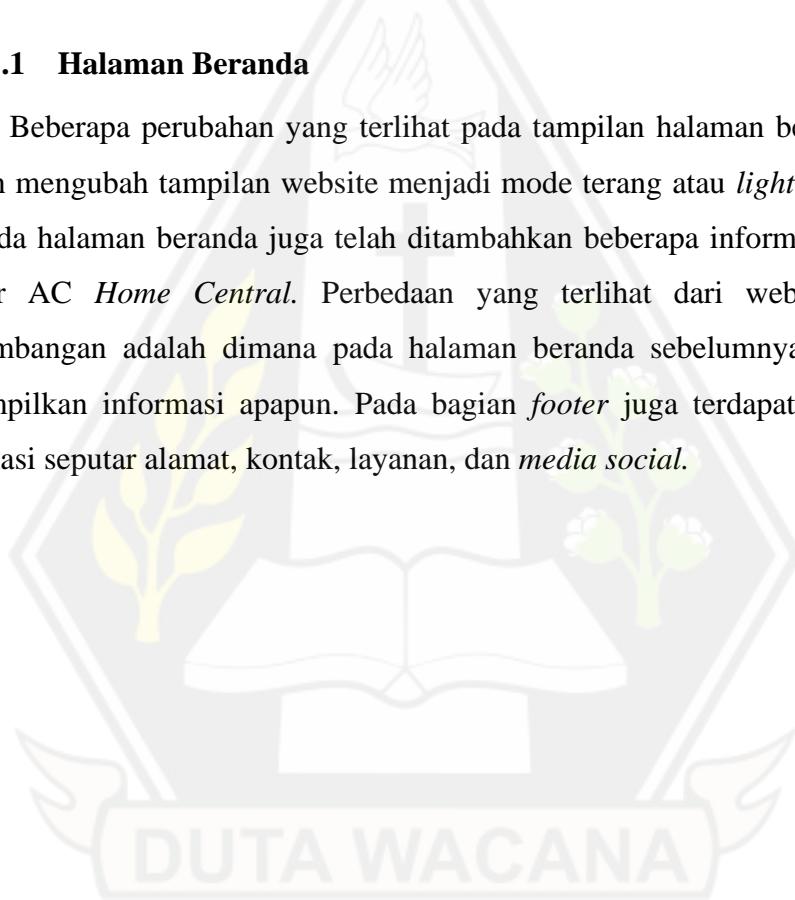 .1 Halaman Beranda
Beberapa perubahan yang terlihat pada tampilan halaman be
n mengubah tampilan website menjadi mode terang atau light
da halaman beranda juga telah ditambahkan beberapa inform
r AC Home Central. Perbedaan yang terlihat dari web
mbangan adalah dimana pada halaman beranda sebelumnya
mpilkan informasi apapun. Pada bagian footer juga terdapat
asi seputar alamat, kontak, layanan, dan media social.
DUTA WACANA